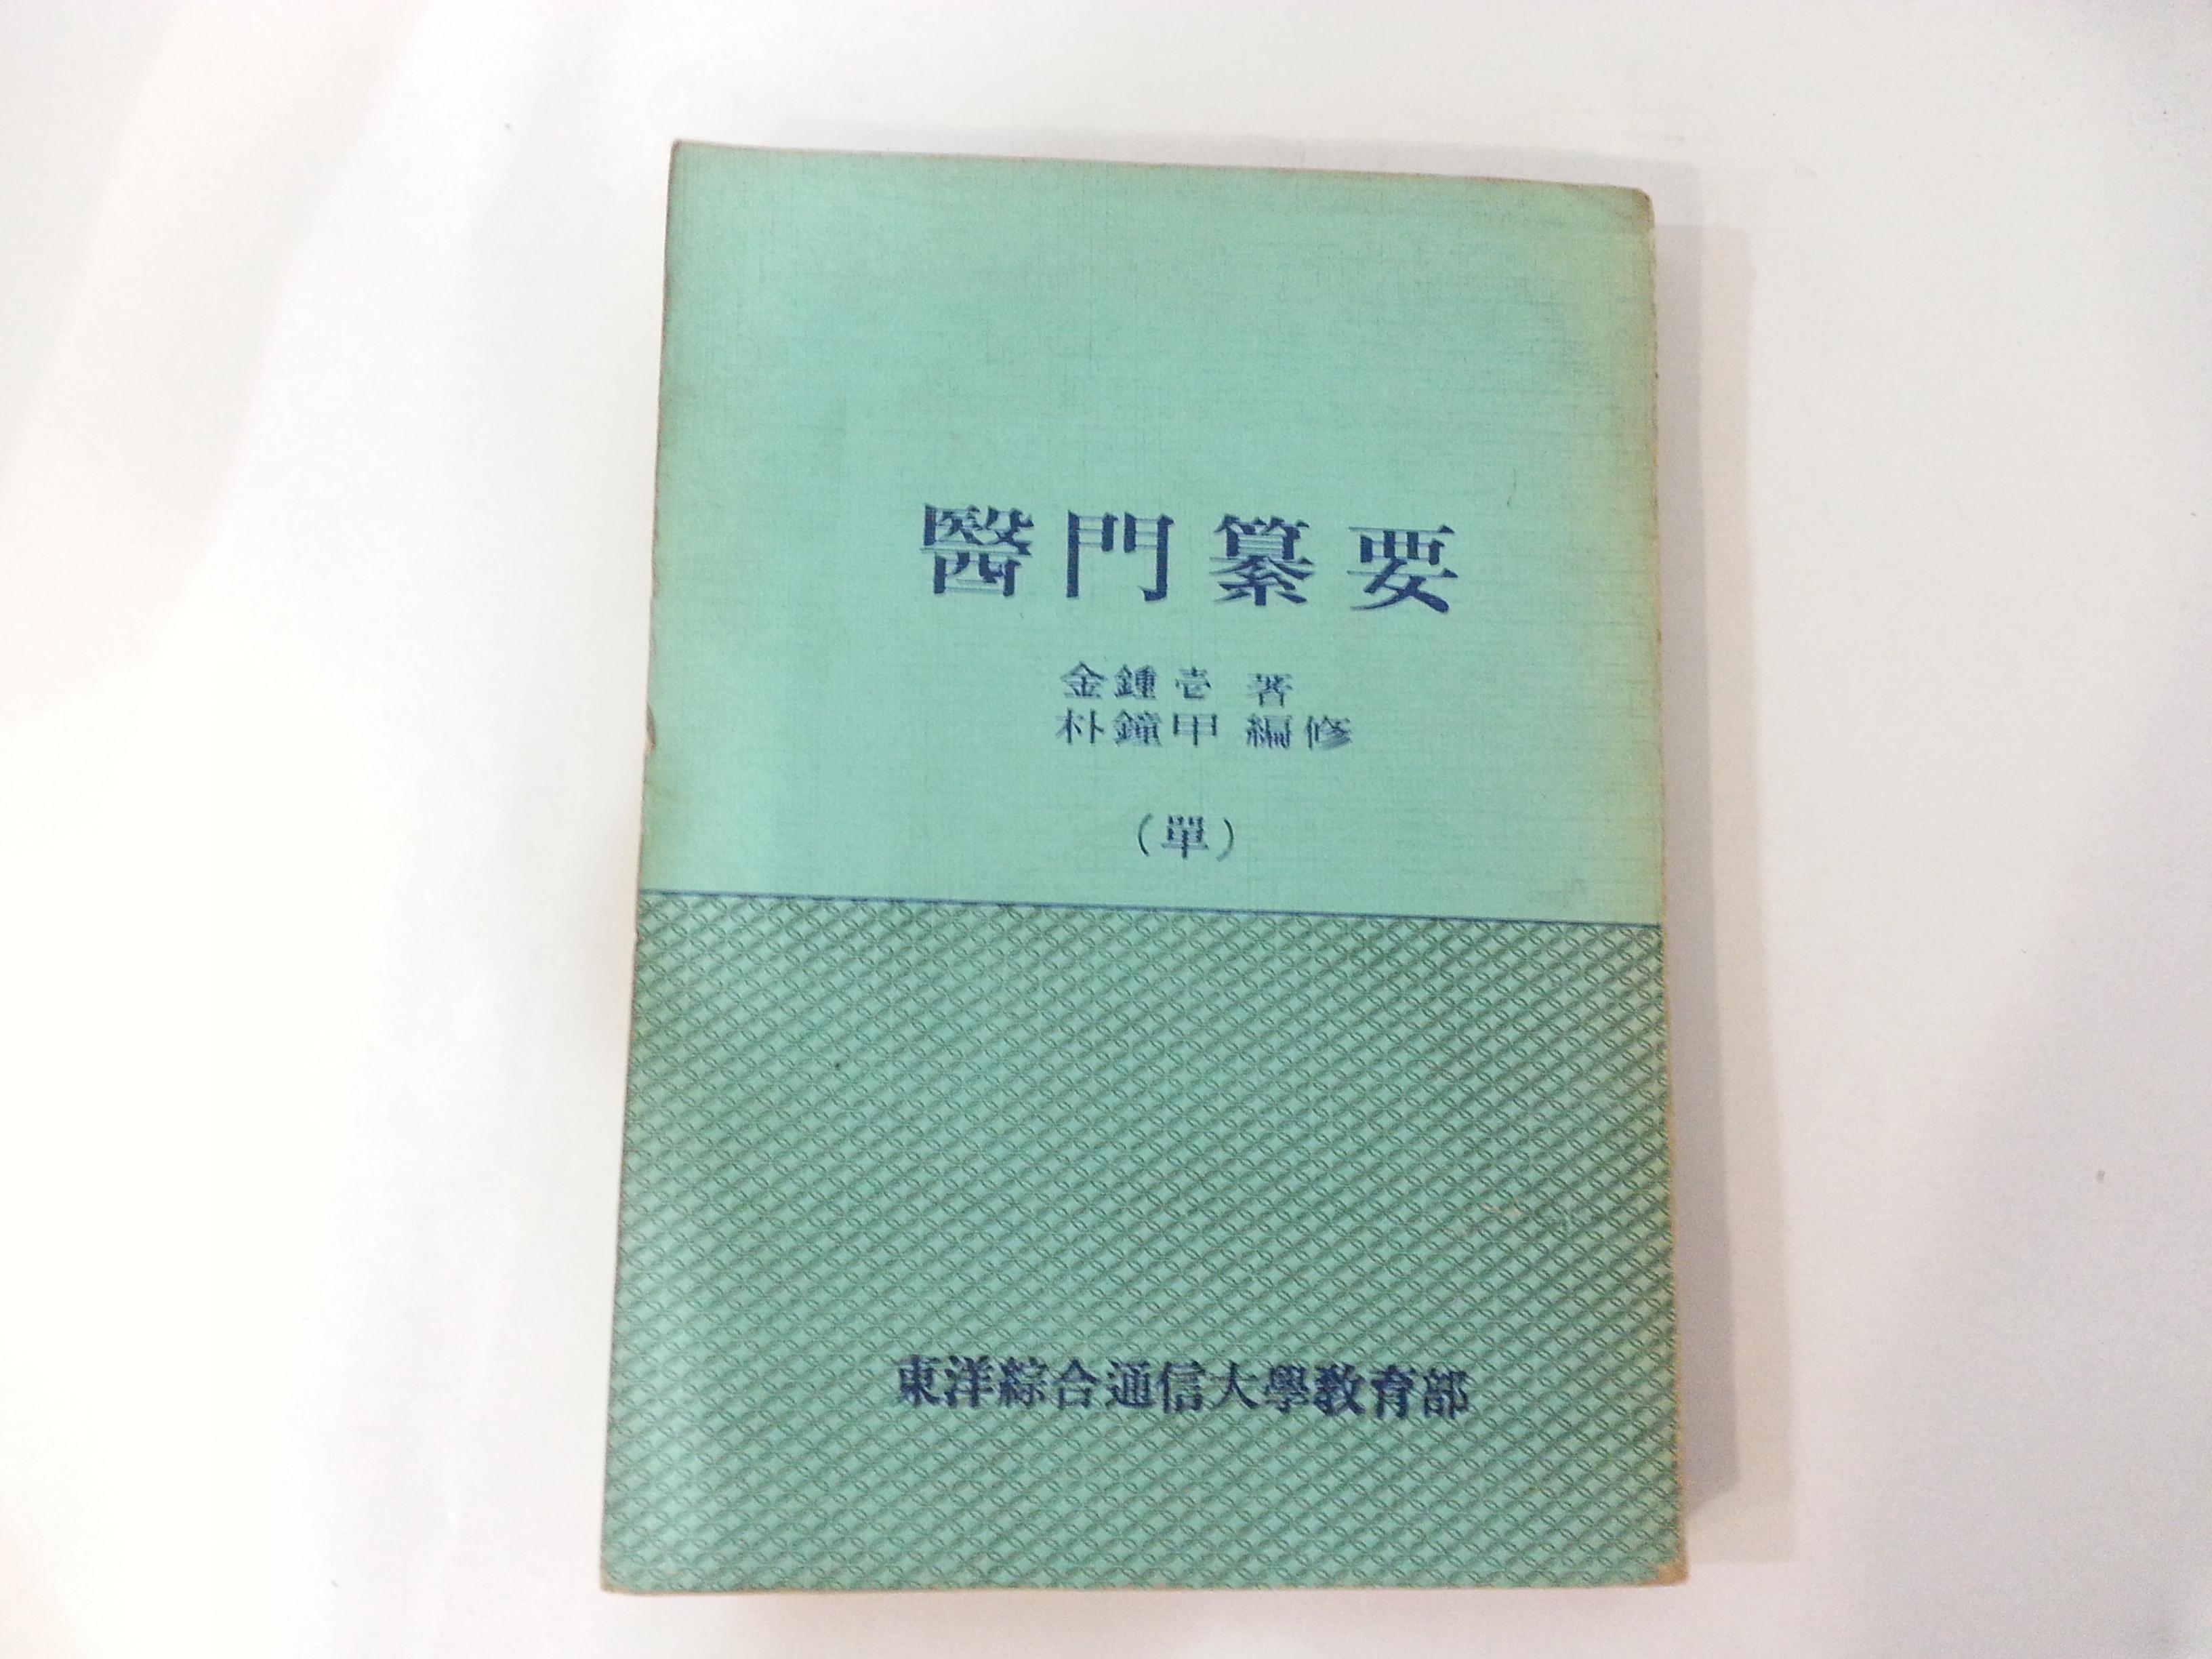 醫門纂要
金鍾壱 著
朴鐘甲 編修
(單)
東洋綜合通信大學教育部